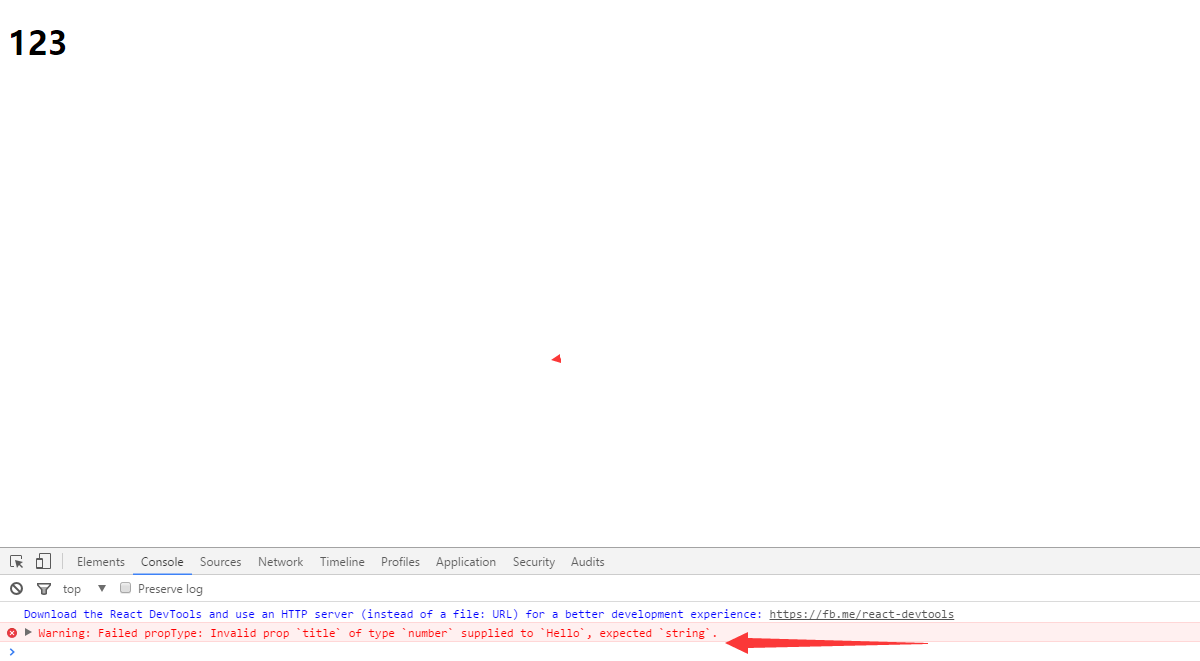 123
Elements Console Sources Network Timeline Profiles Application Security Audits
top Preserve log
Download the React DevTools and use an HTTP server (instead of a file: URL) for a better development experience: https://fb.me/react-devtools
Warning: Failed propType: Invalid prop `title` of type `number` supplied to `Hello`, expected `string`.